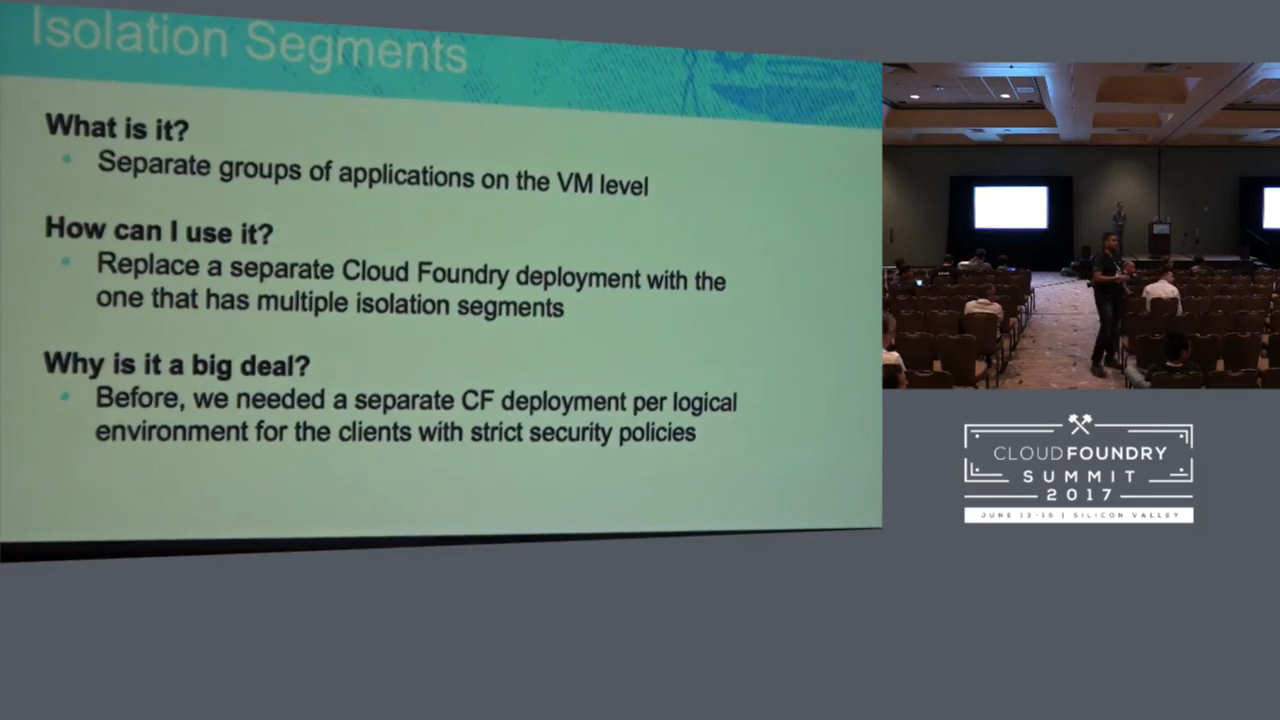 Isolation Segments
What is it?
• Separate groups of applications on the VM level
How can I use it?
• Replace a separate Cloud Foundry deployment with the
one that has multiple isolation segments
Why is it a big deal?
• Before, we needed a separate CF deployment per logical
environment for the clients with strict security policies
CLOUDFOUNDRY
SUMMIT
2017
JUNE 13-15 | SILICON VALLEY